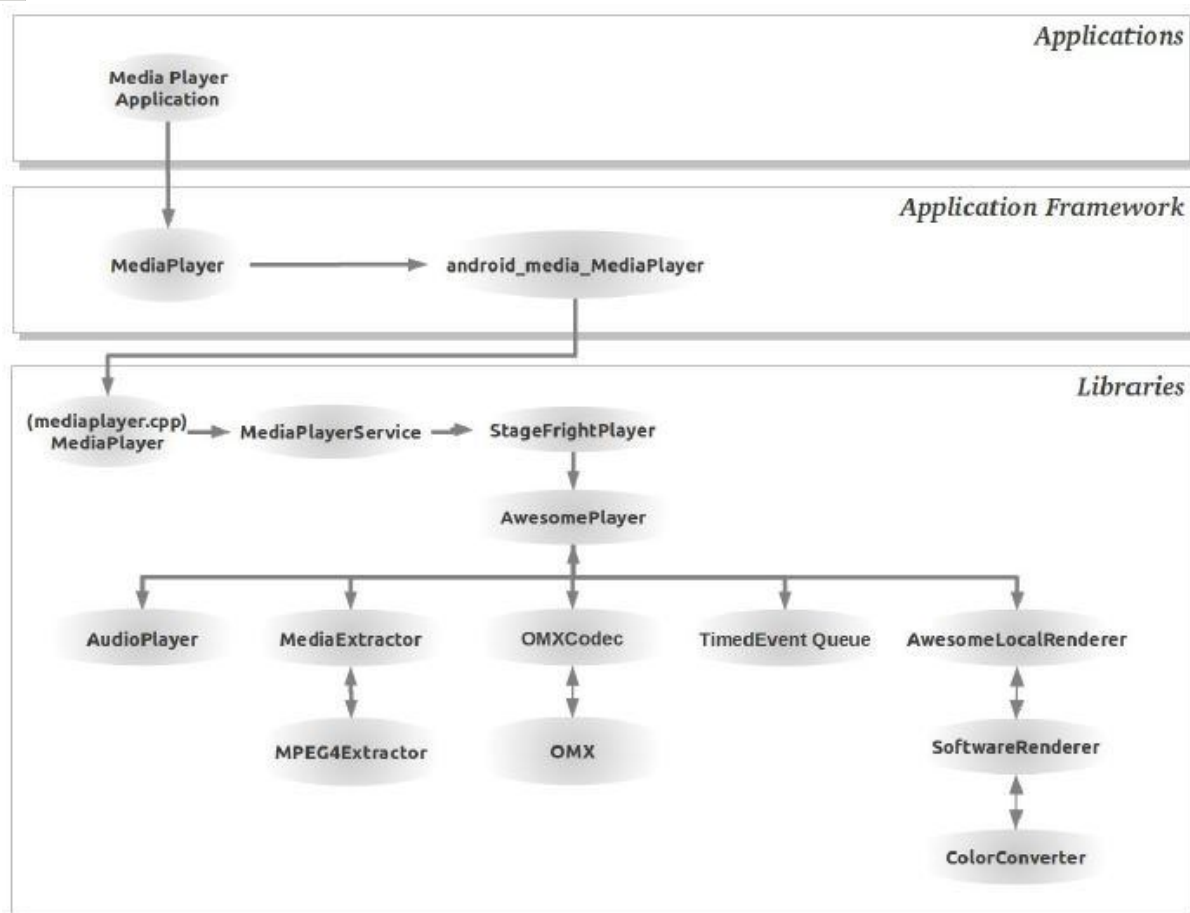 Applications
Media Player
Application
Application Framework
MediaPlayer
android_media_MediaPlayer
Libraries
(mediaplayer.cpp)
MediaPlayer
MediaPlayerService
StageFrightPlayer
AwesomePlayer
AudioPlayer
MediaExtractor
OMXCodec
TimedEvent Queue
AwesomeLocalRenderer
MPEG4Extractor
OMX
SoftwareRenderer
ColorConverter